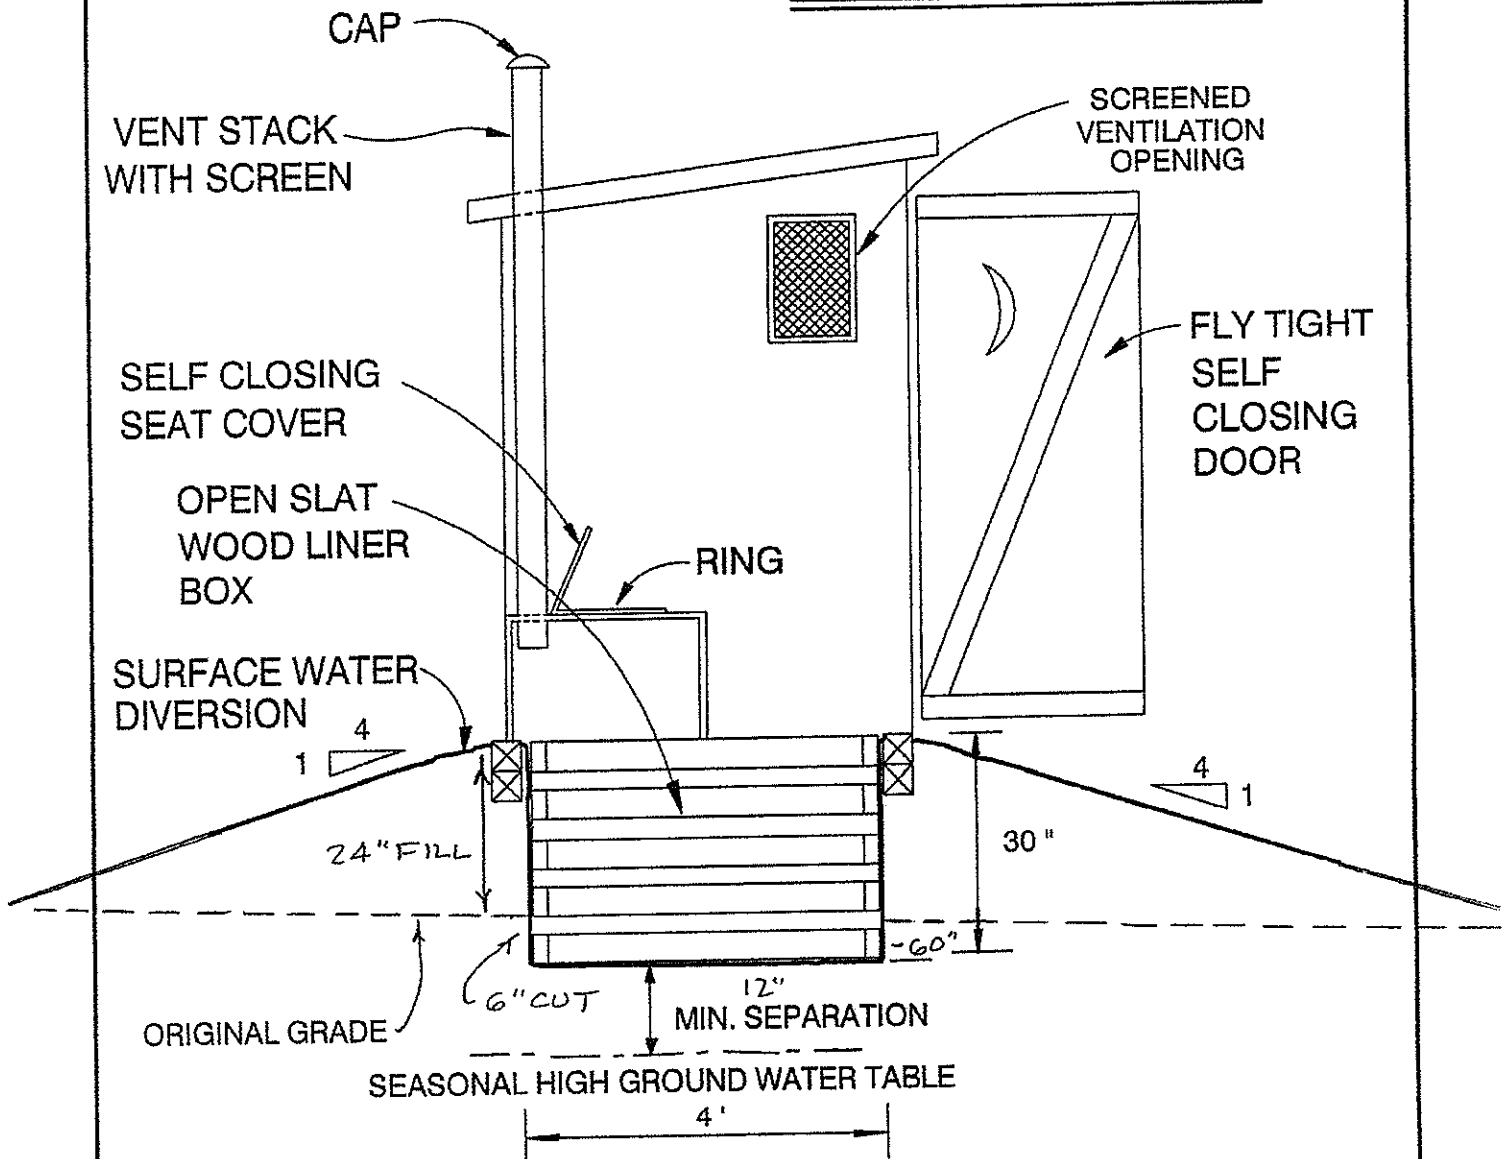 CAP
VENT STACK
WITH SCREEN
SCREENED
VENTILATION
OPENING
FLY TIGHT
SELF
CLOSING
DOOR
SELF CLOSING
SEAT COVER
OPEN SLAT
WOOD LINER
BOX
RING
SURFACE WATER
DIVERSION
4
1
4
1
24" FILL
30"
-60"
6" CUT
12"
MIN. SEPARATION
ORIGINAL GRADE
SEASONAL HIGH GROUND WATER TABLE
4'